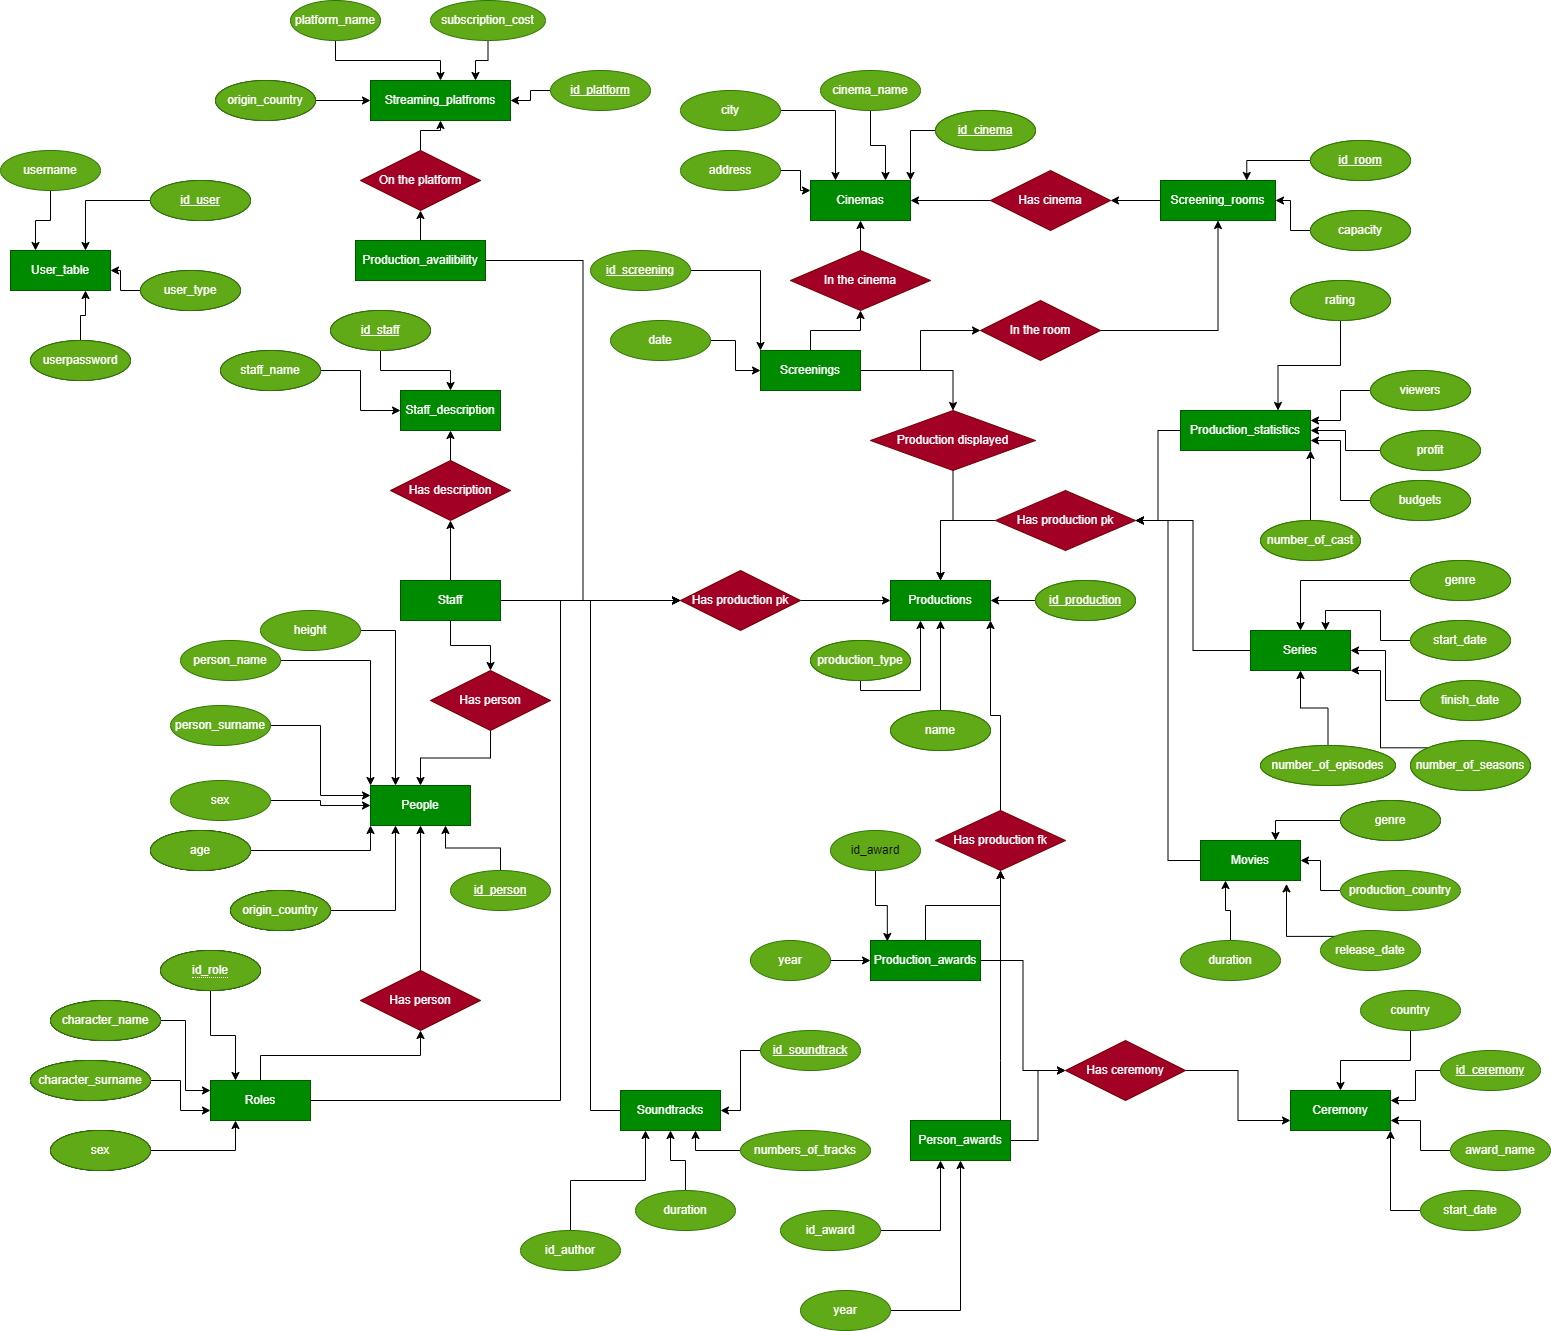 platform_name
subscription_cost
origin_country
Streaming_platfroms
id_platform
cinema_name
city
id_cinema
username
On the platform
address
id_room
id_user
Cinemas
Has cinema
Screening_rooms
capacity
User_table
Production_availibility
id_screening
In the cinema
user_type
rating
id_staff
In the room
userpassword
date
staff_name
Screenings
viewers
Staff_description
Production displayed
Production_statistics
profit
Has description
budgets
Has production pk
number_of_cast
genre
Staff
Has production pk
Productions
id_production
height
start_date
person_name
production_type
Series
Has person
finish_date
person_surname
name
number_of_episodes
number_of_seasons
sex
People
genre
age
id_award
Has production fk
Movies
id_person
production_country
origin_country
release_date
year
Production_awards
duration
id_role
Has person
country
character_name
id_soundtrack
Has ceremony
id_ceremony
character_surname
Roles
Soundtracks
Ceremony
sex
numbers_of_tracks
Person_awards
award_name
duration
start_date
id_author
id_award
year